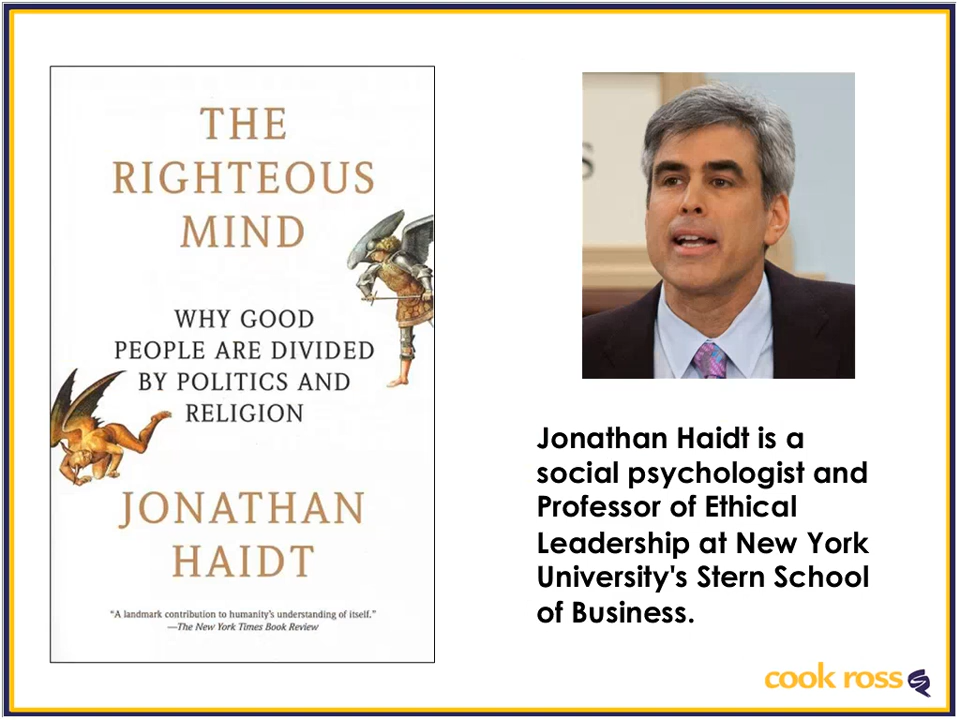 THE
RIGHTEOUS
MIND
WHY GOOD
PEOPLE ARE DIVIDED
BY POLITICS AND
RELIGION
JONATHAN
HAIDT
“A landmark contribution to humanity’s understanding of itself.”
—The New York Times Book Review
S
Jonathan Haidt is a
social psychologist and
Professor of Ethical
Leadership at New York
University's Stern School
of Business.
cook ross